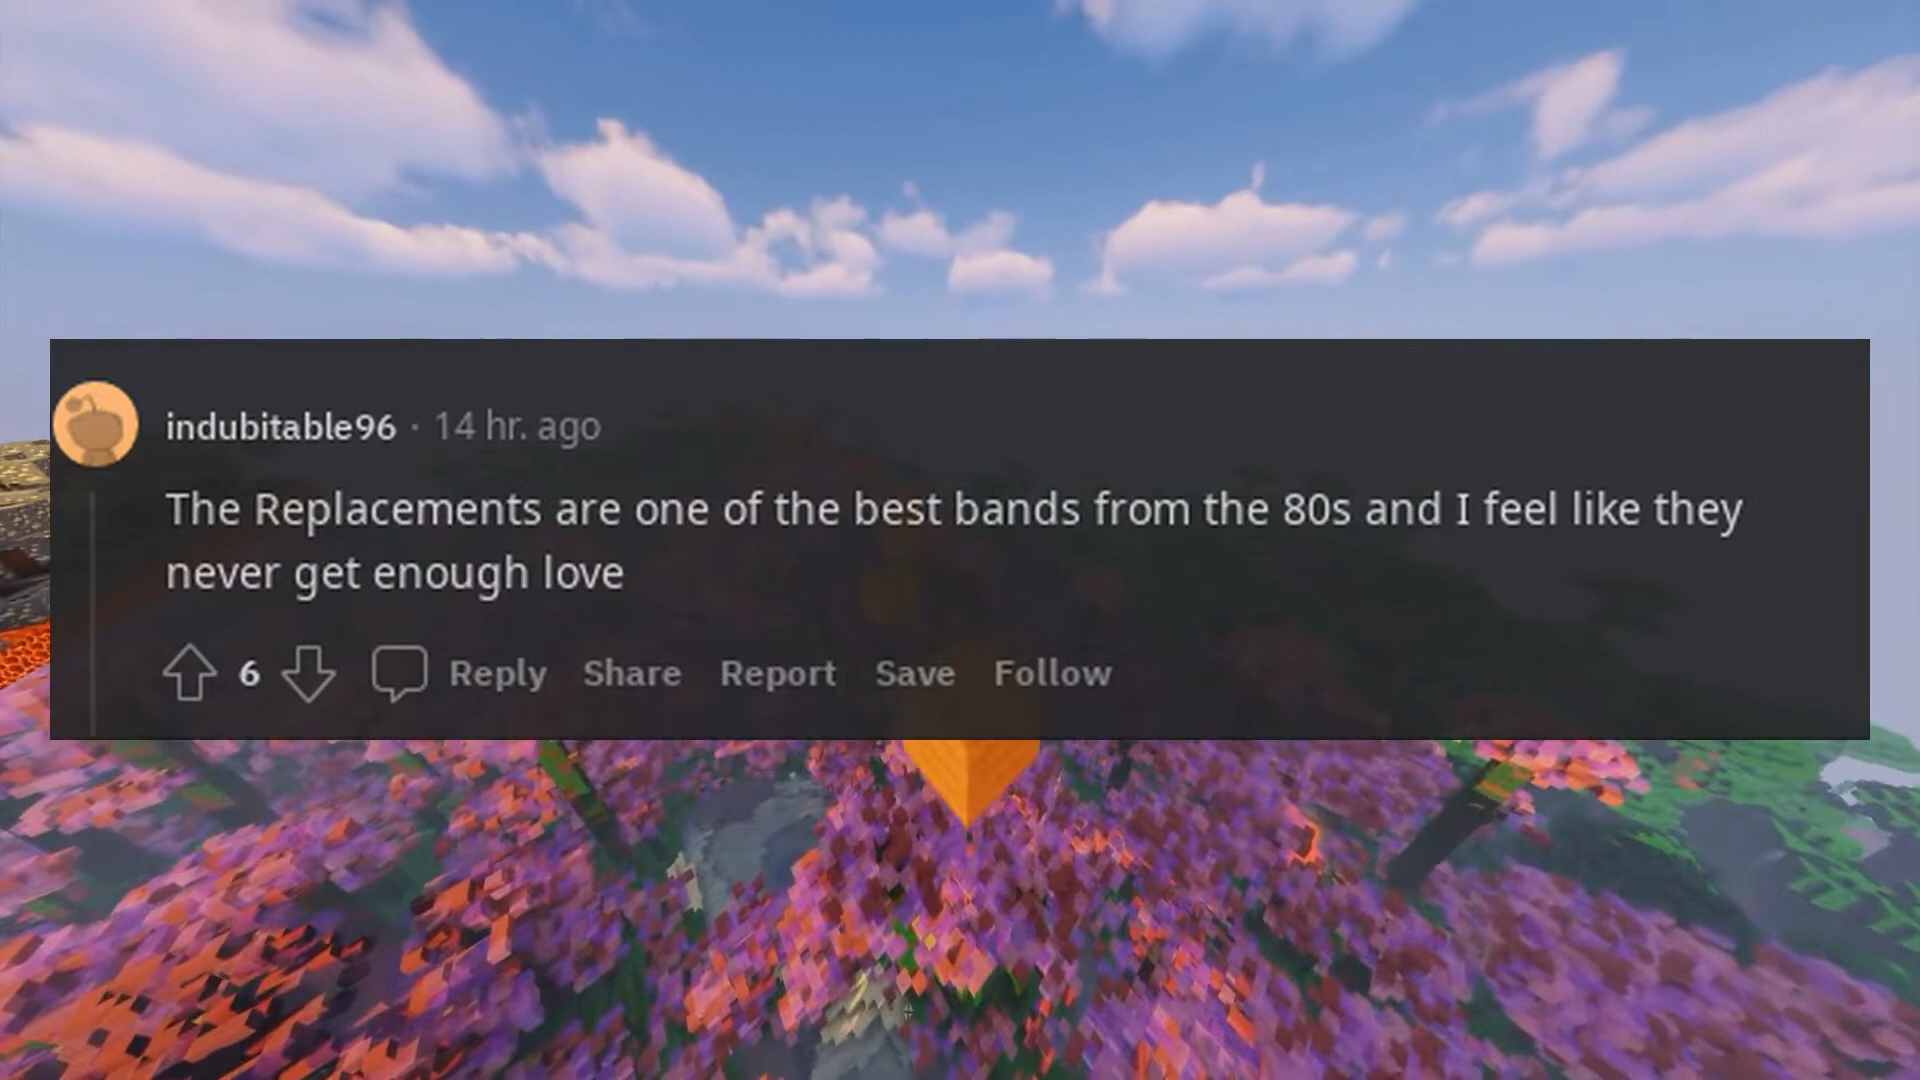 indubitable96 · 14 hr. ago
The Replacements are one of the best bands from the 80s and I feel like they
never get enough love
6 Reply Share Report Save Follow